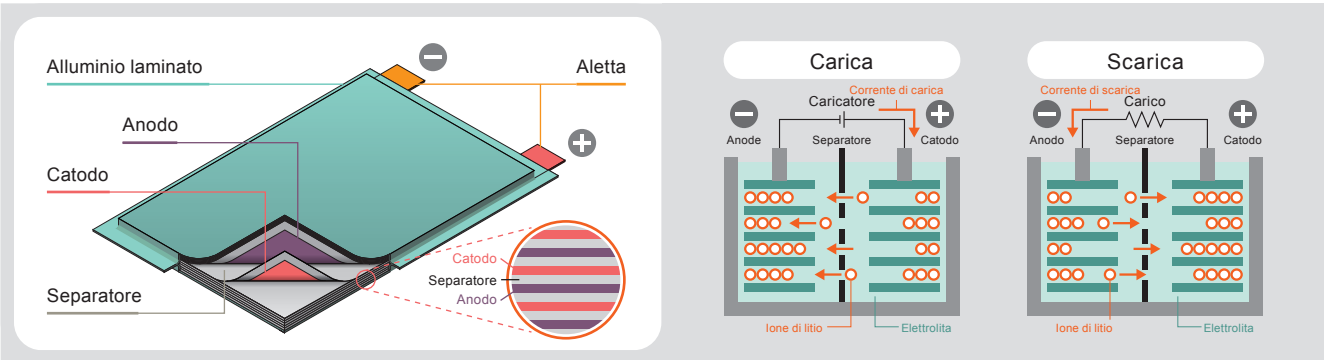 Alluminio laminato
Aletta
Anodo
Catodo
Separatore
Catodo
Separatore
Anodo
Carica
Corrente di carica
Caricatore
Anode
Separatore
Catodo
Ione di litio
Elettrolita
Scarica
Corrente di scarica
Carico
Anodo
Separatore
Catodo
Ione di litio
Elettrolita